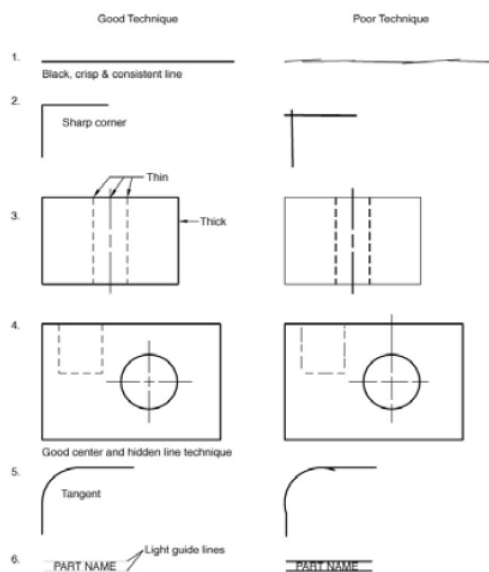 Good Technique Poor Technique
1.
Black, crisp & consistent line
2.
Sharp corner
Thin
3.
Thick
4.
Good center and hidden line technique
5.
Tangent
Light guide lines
6. PART NAME PART NAME